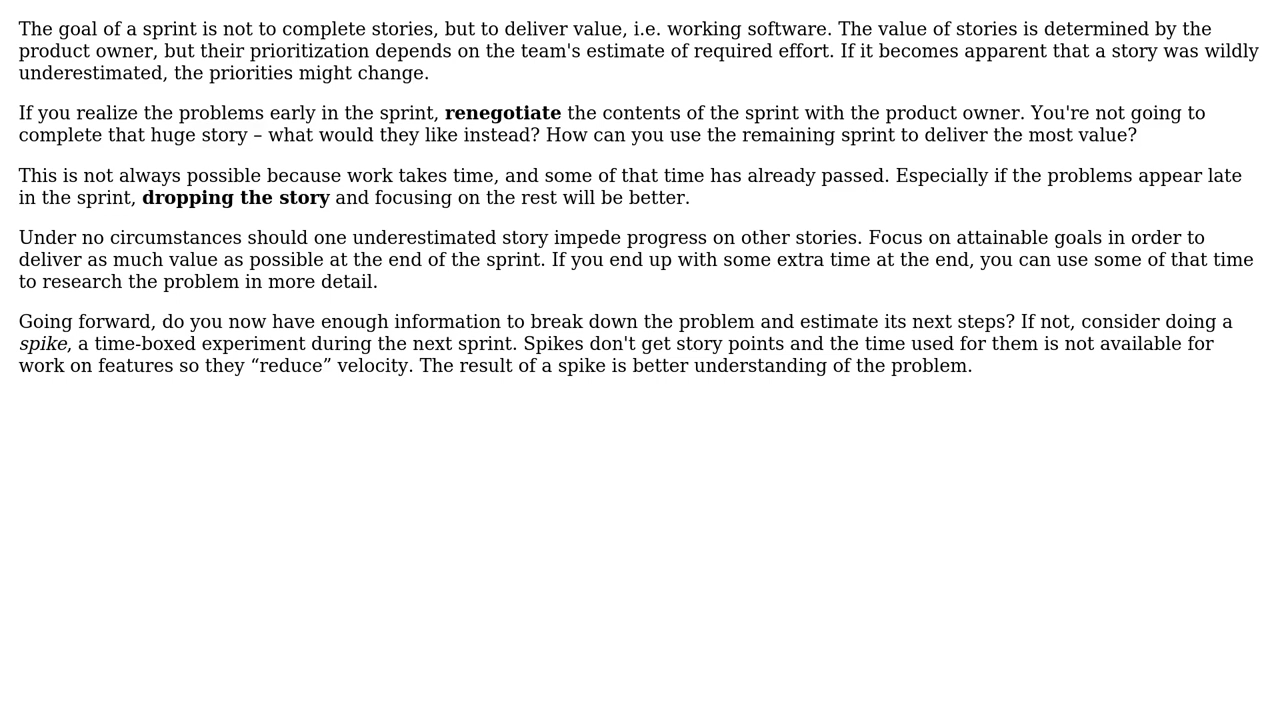 The goal of a sprint is not to complete stories, but to deliver value, i.e. working software. The value of stories is determined by the
product owner, but their prioritization depends on the team's estimate of required effort. If it becomes apparent that a story was wildly
underestimated, the priorities might change.
If you realize the problems early in the sprint, renegotiate the contents of the sprint with the product owner. You're not going to
complete that huge story – what would they like instead? How can you use the remaining sprint to deliver the most value?
This is not always possible because work takes time, and some of that time has already passed. Especially if the problems appear late
in the sprint, dropping the story and focusing on the rest will be better.
Under no circumstances should one underestimated story impede progress on other stories. Focus on attainable goals in order to
deliver as much value as possible at the end of the sprint. If you end up with some extra time at the end, you can use some of that time
to research the problem in more detail.
Going forward, do you now have enough information to break down the problem and estimate its next steps? If not, consider doing a
spike, a time-boxed experiment during the next sprint. Spikes don't get story points and the time used for them is not available for
work on features so they “reduce” velocity. The result of a spike is better understanding of the problem.